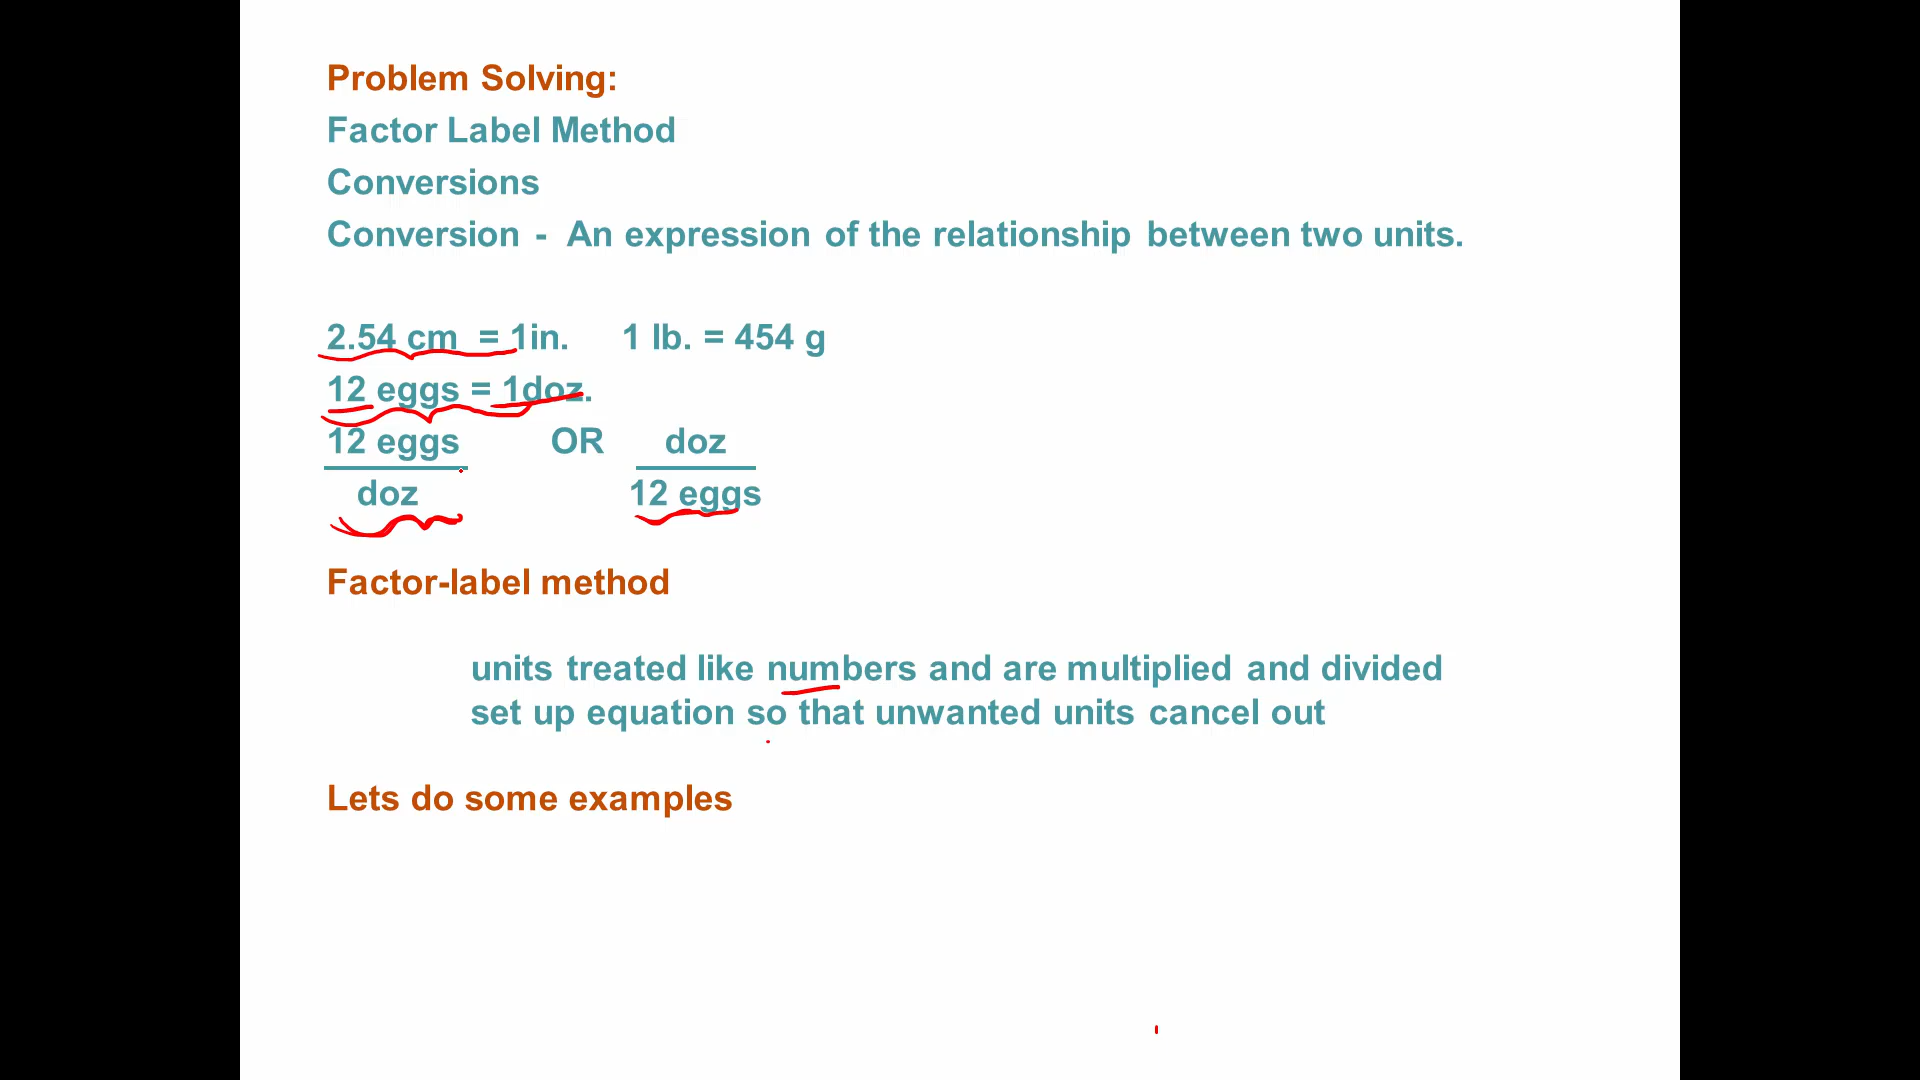 Problem Solving:
Factor Label Method
Conversions
Conversion - An expression of the relationship between two units.
2.54 cm = 1in. 1 lb. = 454 g
12 eggs = 1doz.
12 eggs OR doz
doz 12 eggs
Factor-label method
units treated like numbers and are multiplied and divided
set up equation so that unwanted units cancel out
Lets do some examples